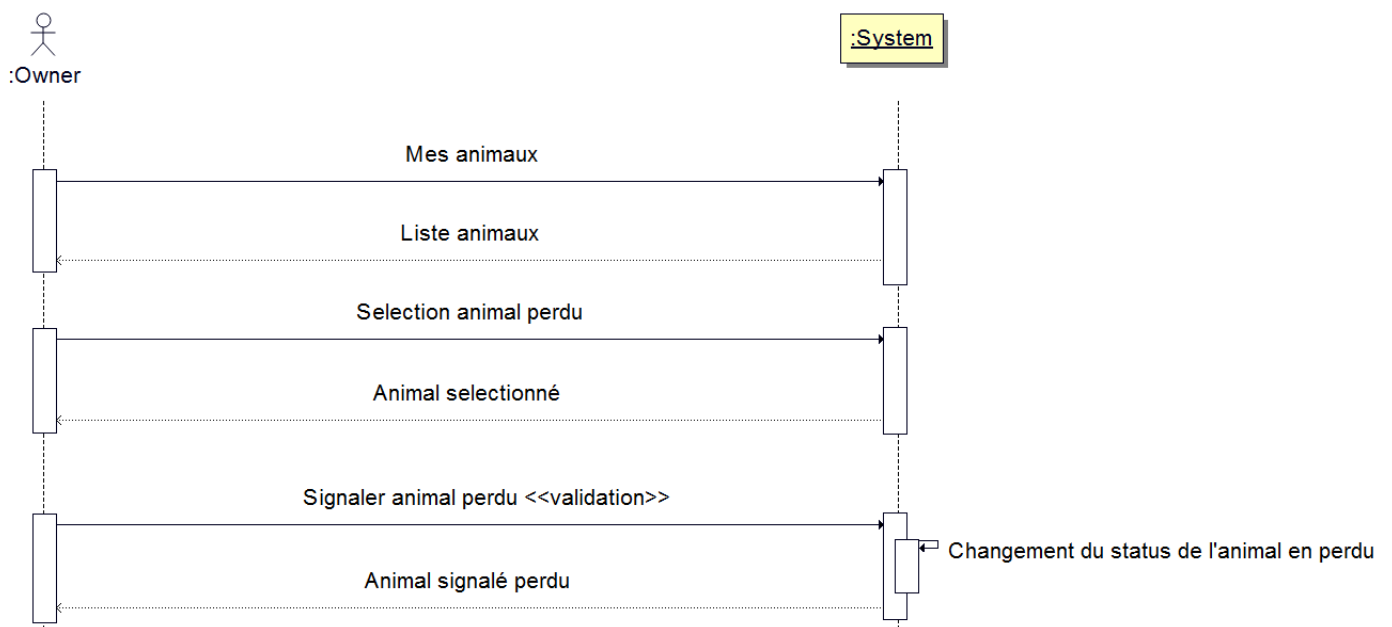 :Owner
:System
Mes animaux
Liste animaux
Selection animal perdu
Animal selectionné
Signaler animal perdu <<validation>>
Changement du status de l'animal en perdu
Animal signalé perdu